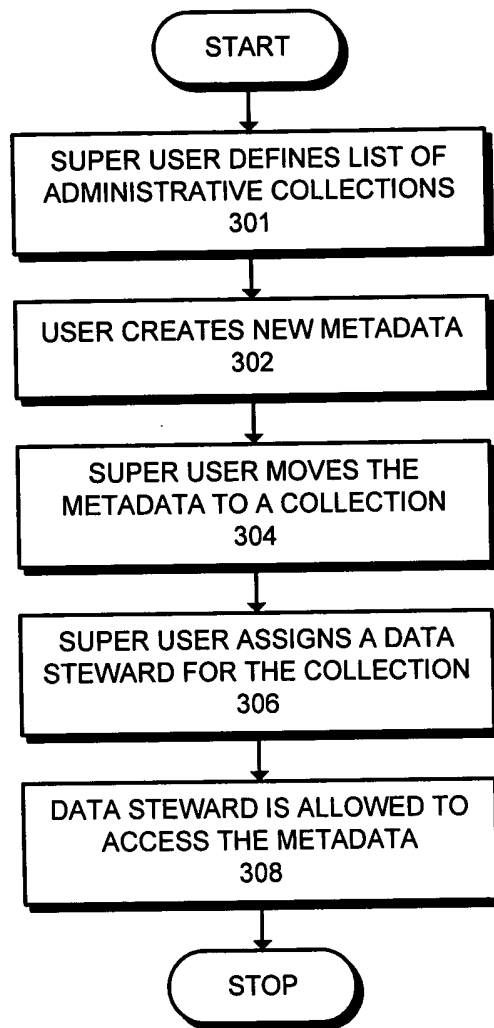 START
SUPER USER DEFINES LIST OF
ADMINISTRATIVE COLLECTIONS
301
USER CREATES NEW METADATA
302
SUPER USER MOVES THE
METADATA TO A COLLECTION
304
SUPER USER ASSIGNS A DATA
STEWARD FOR THE COLLECTION
306
DATA STEWARD IS ALLOWED TO
ACCESS THE METADATA
308
STOP